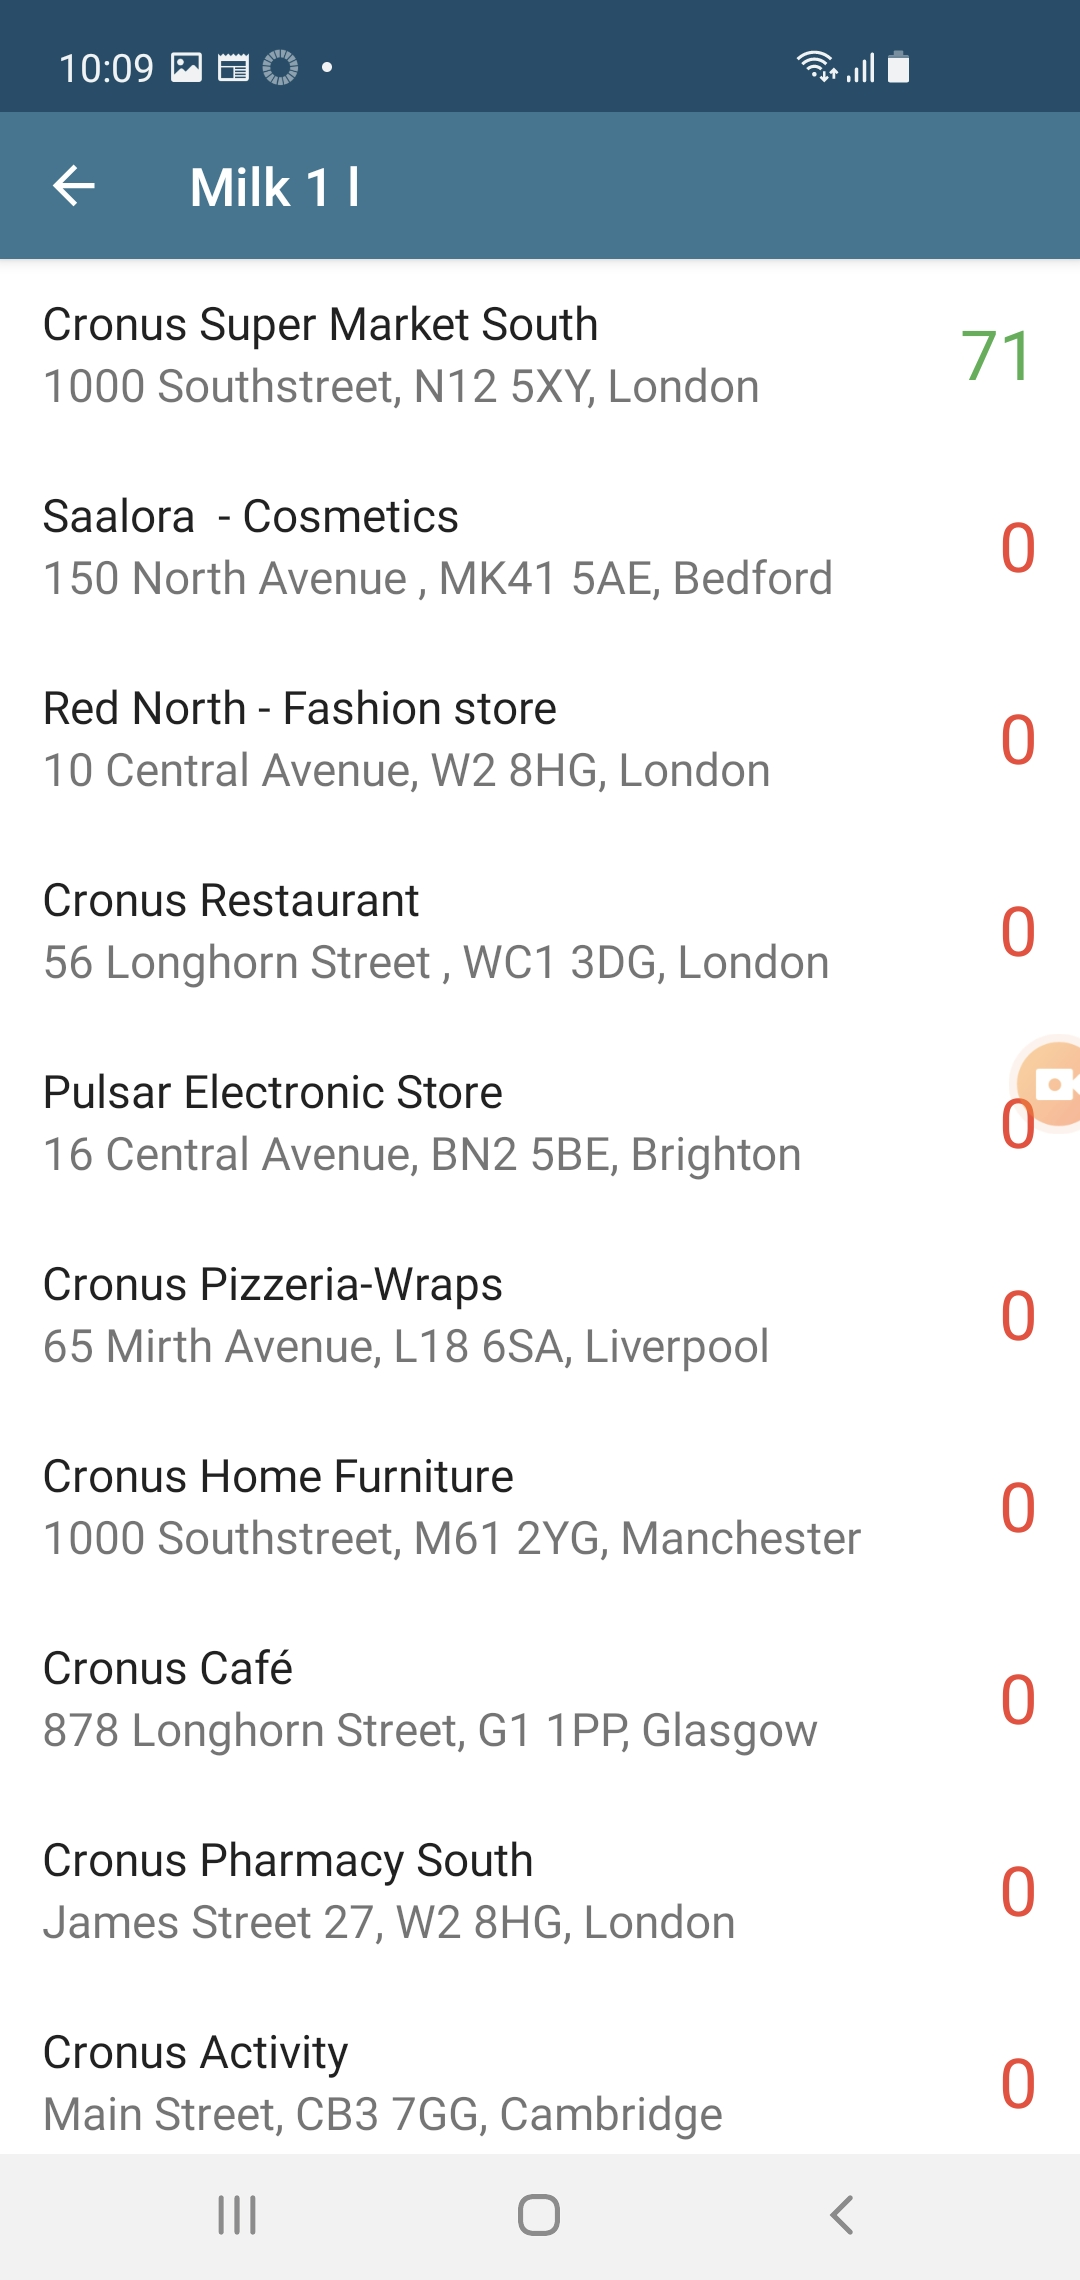 10:09
Milk 1 l
Cronus Super Market South
71
1000 Southstreet, N12 5XY, London
Saalora  - Cosmetics
0
150 North Avenue , MK41 5AE, Bedford
Red North - Fashion store
0
10 Central Avenue, W2 8HG, London
Cronus Restaurant
0
56 Longhorn Street , WC1 3DG, London
Pulsar Electronic Store
0
16 Central Avenue, BN2 5BE, Brighton
Cronus Pizzeria-Wraps
0
65 Mirth Avenue, L18 6SA, Liverpool
Cronus Home Furniture
0
1000 Southstreet, M61 2YG, Manchester
Cronus Café
0
878 Longhorn Street, G1 1PP, Glasgow
Cronus Pharmacy South
0
James Street 27, W2 8HG, London
Cronus Activity
0
Main Street, CB3 7GG, Cambridge